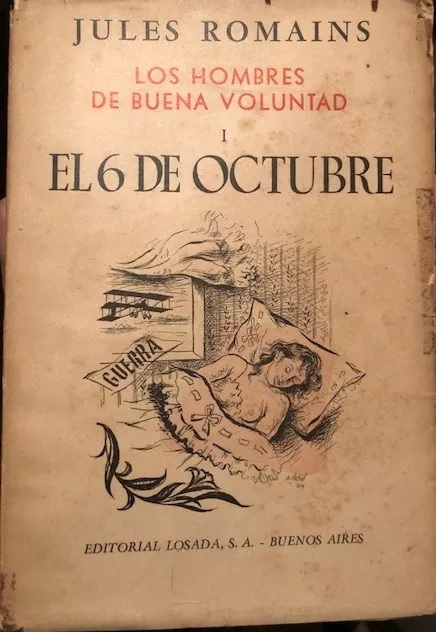 JULES ROMAINS
LOS HOMBRES
DE BUENA VOLUNTAD
I
EL 6 DE OCTUBRE
GUERRA
EDITORIAL LOSADA, S. A. - BUENOS AIRES